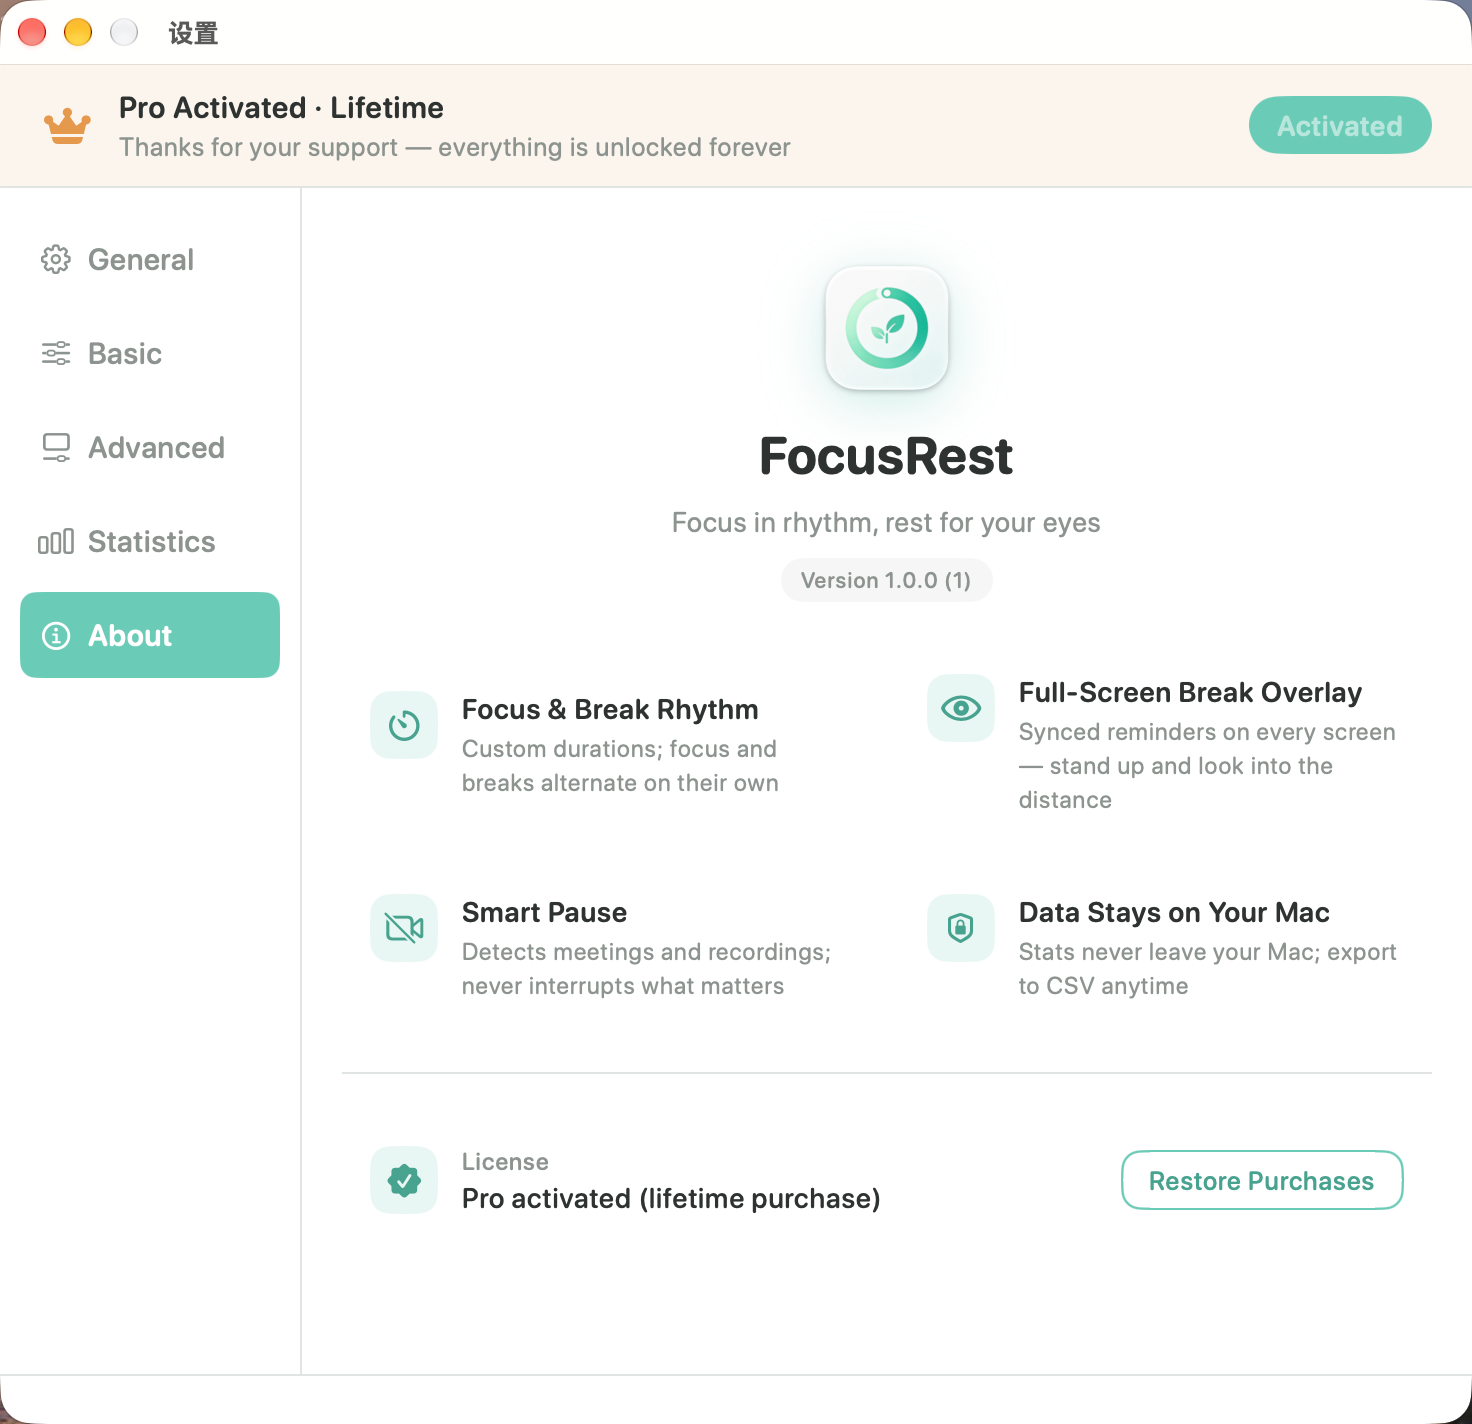 设置
Pro Activated · Lifetime
Thanks for your support — everything is unlocked forever
Activated
General
Basic
Advanced
Statistics
About
FocusRest
Focus in rhythm, rest for your eyes
Version 1.0.0 (1)
Focus & Break Rhythm
Custom durations; focus and
breaks alternate on their own
Full-Screen Break Overlay
Synced reminders on every screen
— stand up and look into the
distance
Smart Pause
Detects meetings and recordings;
never interrupts what matters
Data Stays on Your Mac
Stats never leave your Mac; export
to CSV anytime
License
Pro activated (lifetime purchase)
Restore Purchases